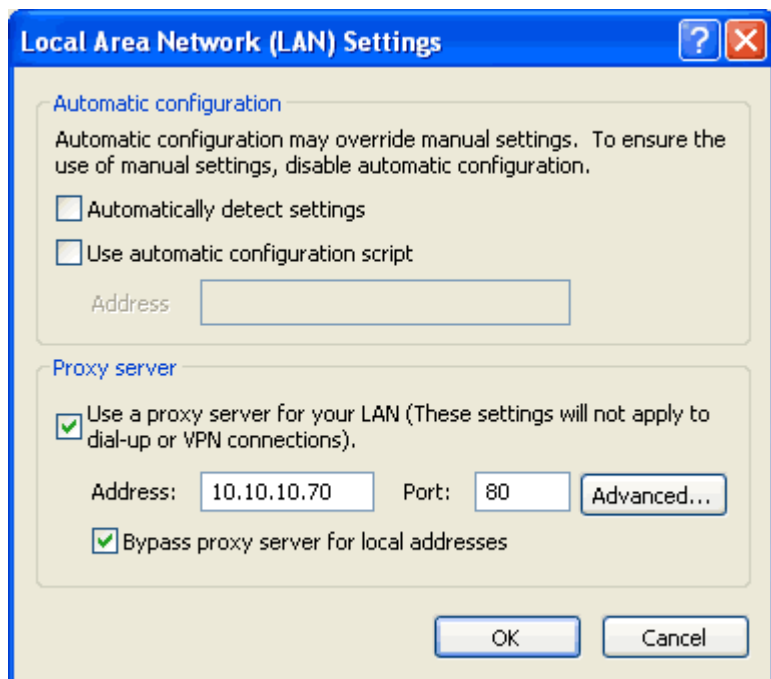 Local Area Network (LAN) Settings
Automatic configuration
Automatic configuration may override manual settings. To ensure the
use of manual settings, disable automatic configuration.
Automatically detect settings
Use automatic configuration script
Address
Proxy server
Use a proxy server for your LAN (These settings will not apply to
dial-up or VPN connections).
Address: 10.10.10.70 Port: 80 Advanced...
Bypass proxy server for local addresses
OK Cancel